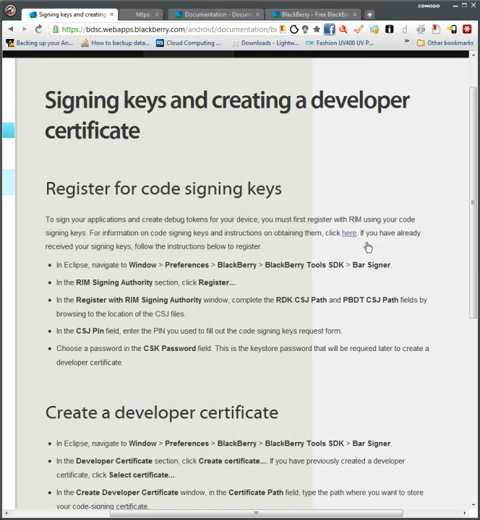 Signing keys and creating
https:
Documentation - Docum
BlackBerry - Free BlackBe
COMODO
https://bdsc.webapps.blackberry.com/android/documentation/b
Backing up your An...
How to backup data...
Cloud Computing ...
Downloads - Lightw...
Fashion UV400 UV P...
»
Other bookmarks
Signing keys and creating a developer
certificate
Register for code signing keys
To sign your applications and create debug tokens for your device, you must first register with RIM using your code
signing keys. For information on code signing keys and instructions on obtaining them, click here. If you have already
received your signing keys, follow the instructions below to register.
• In Eclipse, navigate to Window > Preferences > BlackBerry > BlackBerry Tools SDK > Bar Signer.
• In the RIM Signing Authority section, click Register....
• In the Register with RIM Signing Authority window, complete the RDK CSJ Path and PBDT CSJ Path fields by
browsing to the location of the CSJ files.
• In the CSJ Pin field, enter the PIN you used to fill out the code signing keys request form.
• Choose a password in the CSK Password field. This is the keystore password that will be required later to create a
developer certificate.
Create a developer certificate
• In Eclipse, navigate to Window > Preferences > BlackBerry > BlackBerry Tools SDK > Bar Signer.
• In the Developer Certificate section, click Create certificate.... If you have previously created a developer
certificate, click Select certificate....
• In the Create Developer Certificate window, in the Certificate Path field, type the path where you want to store
your code-signing certificate.